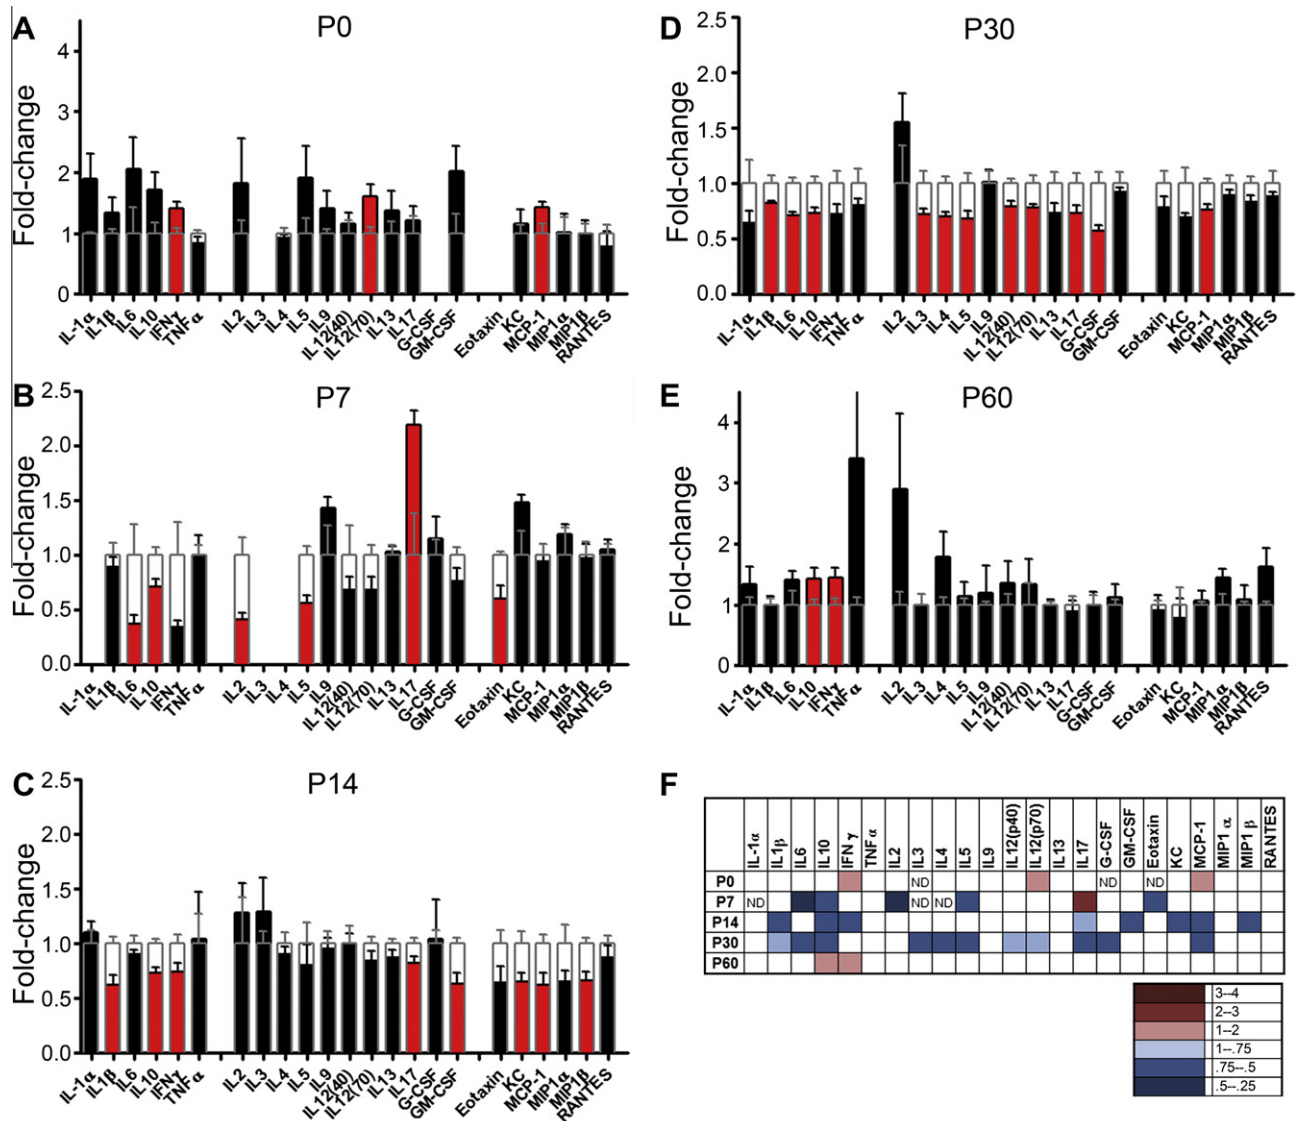 A
P0
Fold-change
4
3
2
1
0
IL-1α
IL1β
IL6
IL10
IFNγ
TNFα
IL2
IL3
IL4
IL5
IL9
IL12(40)
IL12(70)
IL13
IL17
G-CSF
GM-CSF
Eotaxin
KC
MCP-1
MIP1α
MIP1β
RANTES
B
P7
Fold-change
2.5
2.0
1.5
1.0
0.5
0.0
IL-1α
IL1β
IL6
IL10
IFNγ
TNFα
IL2
IL3
IL5
IL9
IL12(40)
IL12(70)
IL13
IL17
G-CSF
GM-CSF
Eotaxin
KC
MCP-1
MIP1α
MIP1β
RANTES
C
P14
Fold-change
2.5
2.0
1.5
1.0
0.5
0.0
IL-1α
IL1β
IL6
IL10
IFNγ
TNFα
IL2
IL3
IL4
IL5
IL9
IL12(40)
IL12(70)
IL13
IL17
G-CSF
GM-CSF
Eotaxin
KC
MCP-1
MIP1α
MIP1β
RANTES
D
P30
Fold-change
2.5
2.0
1.5
1.0
0.5
0.0
IL-1α
IL1β
IL6
IL10
IFNγ
TNFα
IL2
IL3
IL4
IL5
IL9
IL12(40)
IL12(70)
IL13
IL17
G-CSF
GM-CSF
Eotaxin
KC
MCP-1
MIP1α
MIP1β
RANTES
E
P60
Fold-change
4
3
2
1
0
IL-1α
IL1β
IL6
IL10
IFNγ
TNFα
IL2
IL3
IL4
IL5
IL9
IL12(40)
IL12(70)
IL13
IL17
G-CSF
GM-CSF
Eotaxin
KC
MCP-1
MIP1α
MIP1β
RANTES
F
IL-1α IL1β IL6 IL10 IFN γ TNF α IL2 IL3 IL4 IL5 IL9 IL12(p40) IL12(p70) IL13 IL17 G-CSF GM-CSF Eotaxin KC MCP-1 MIP1 α MIP1 β RANTES
P0 ND ND ND
P7 ND ND ND
P14
P30
P60
3--4
2--3
1--2
1--.75
.75--.5
.5--.25